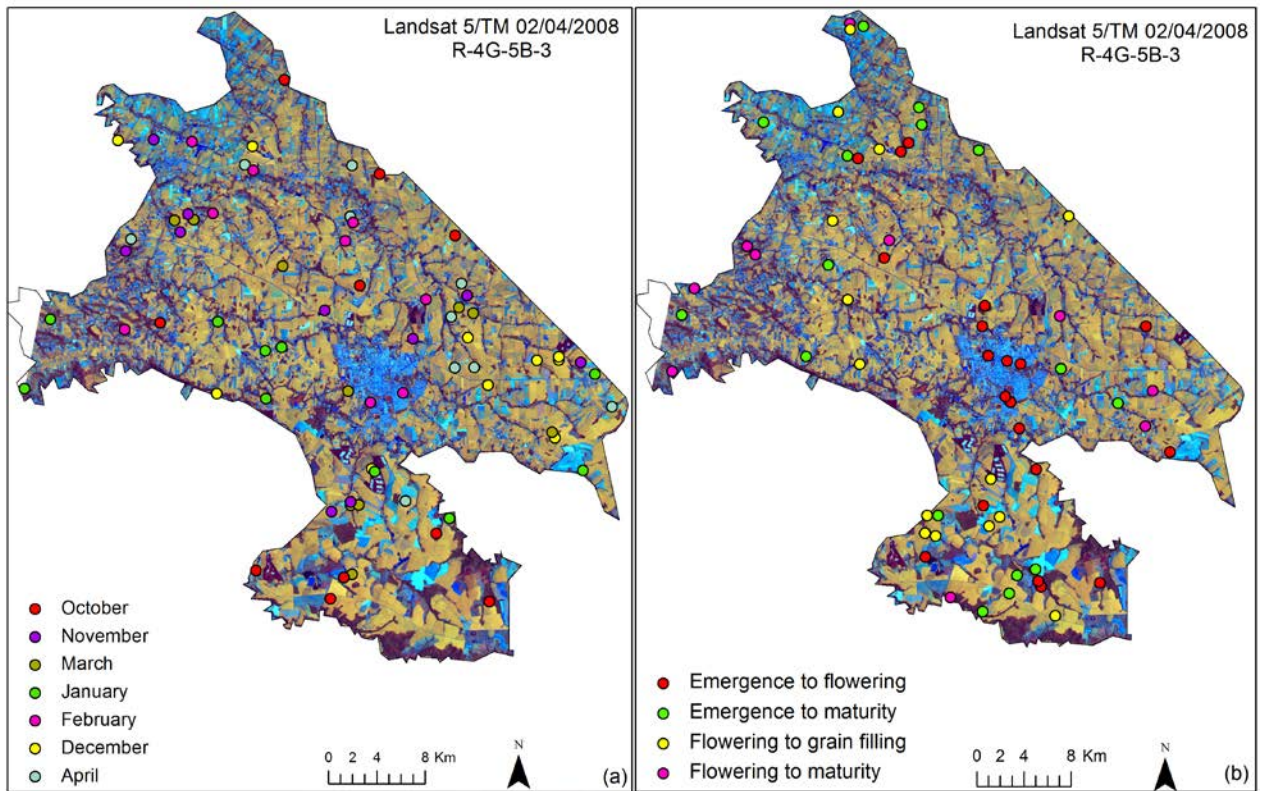 Landsat 5/TM 02/04/2008
R-4G-5B-3
October
November
March
January
February
December
April
0 2 4 8 Km
N
(a)
Landsat 5/TM 02/04/2008
R-4G-5B-3
Emergence to flowering
Emergence to maturity
Flowering to grain filling
Flowering to maturity
0 2 4 8 Km
N
(b)